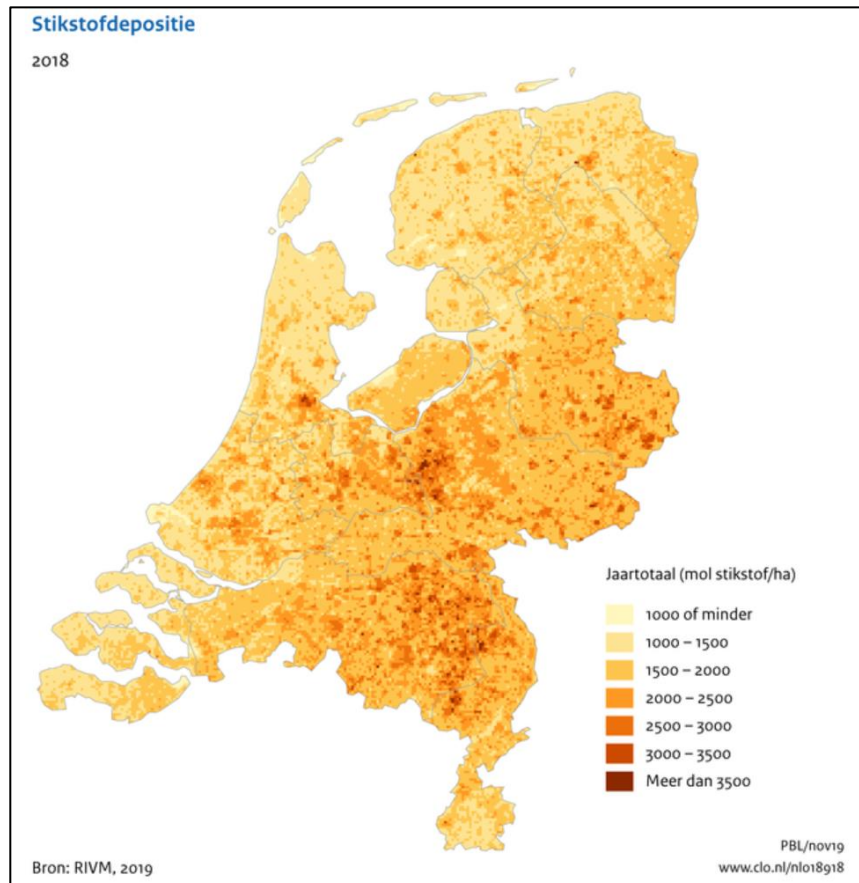 Stikstofdepositie
2018
Jaartotaal (mol stikstof/ha)
1000 of minder
1000 – 1500
1500 – 2000
2000 – 2500
2500 – 3000
3000 – 3500
Meer dan 3500
PBL/nov19
Bron: RIVM, 2019
www.clo.nl/nl018918